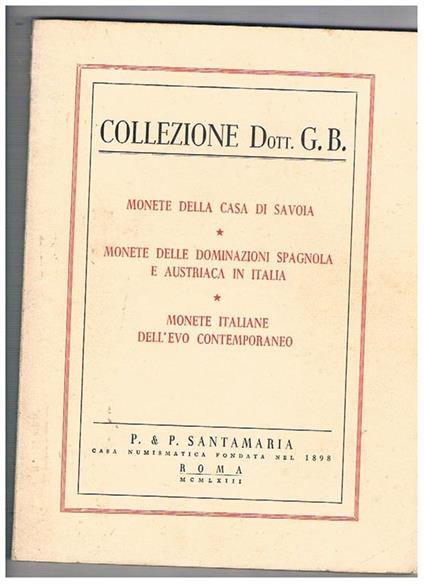 COLLEZIONE DOTT. G. B.
MONETE DELLA CASA DI SAVOIA
★
MONETE DELLE DOMINAZIONI SPAGNOLA
E AUSTRIACA IN ITALIA
★
MONETE ITALIANE
DELL'EVO CONTEMPORANEO
P. & P. SANTAMARIA
CASA NUMISMATICA FONDATA NEL 1898
ROMA
MCMLXIII